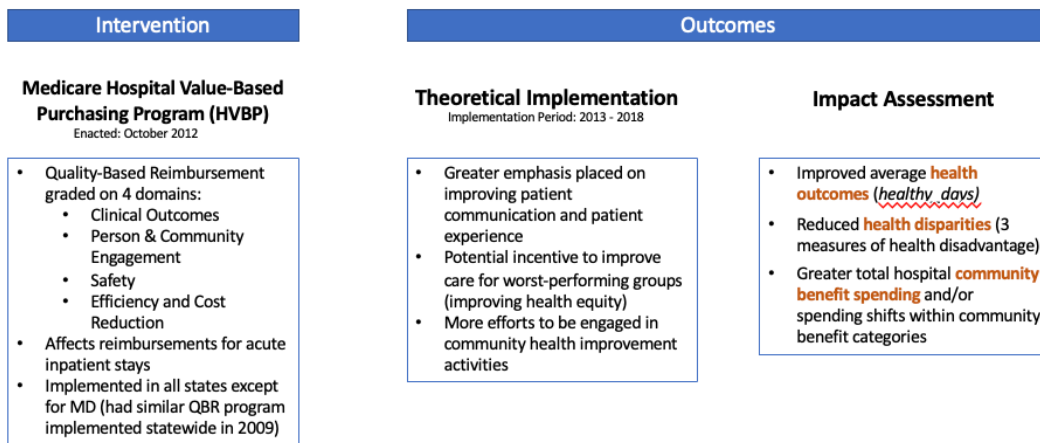 Intervention
Outcomes
Medicare Hospital Value-Based
Purchasing Program (HVBP)
Enacted: October 2012
• Quality-Based Reimbursement
graded on 4 domains:
• Clinical Outcomes
• Person & Community
Engagement
• Safety
• Efficiency and Cost
Reduction
• Affects reimbursements for acute
inpatient stays
• Implemented in all states except
for MD (had similar QBR program
implemented statewide in 2009)
Theoretical Implementation
Implementation Period: 2013 - 2018
• Greater emphasis placed on
improving patient
communication and patient
experience
• Potential incentive to improve
care for worst-performing groups
(improving health equity)
• More efforts to be engaged in
community health improvement
activities
Impact Assessment
• Improved average health
outcomes (healthy_days)
• Reduced health disparities (3
measures of health disadvantage)
• Greater total hospital community
benefit spending and/or
spending shifts within community
benefit categories